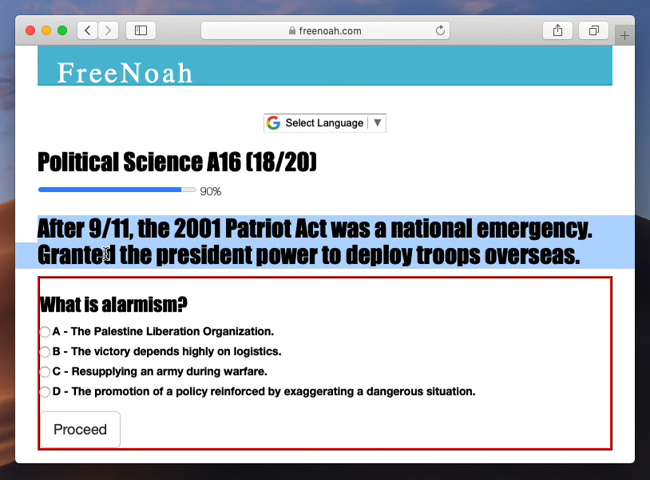 freenoah.com
FreeNoah
Select Language
Political Science A16 (18/20)
90%
After 9/11, the 2001 Patriot Act was a national emergency.
Granted the president power to deploy troops overseas.
What is alarmism?
A - The Palestine Liberation Organization.
B - The victory depends highly on logistics.
C - Resupplying an army during warfare.
D - The promotion of a policy reinforced by exaggerating a dangerous situation.
Proceed